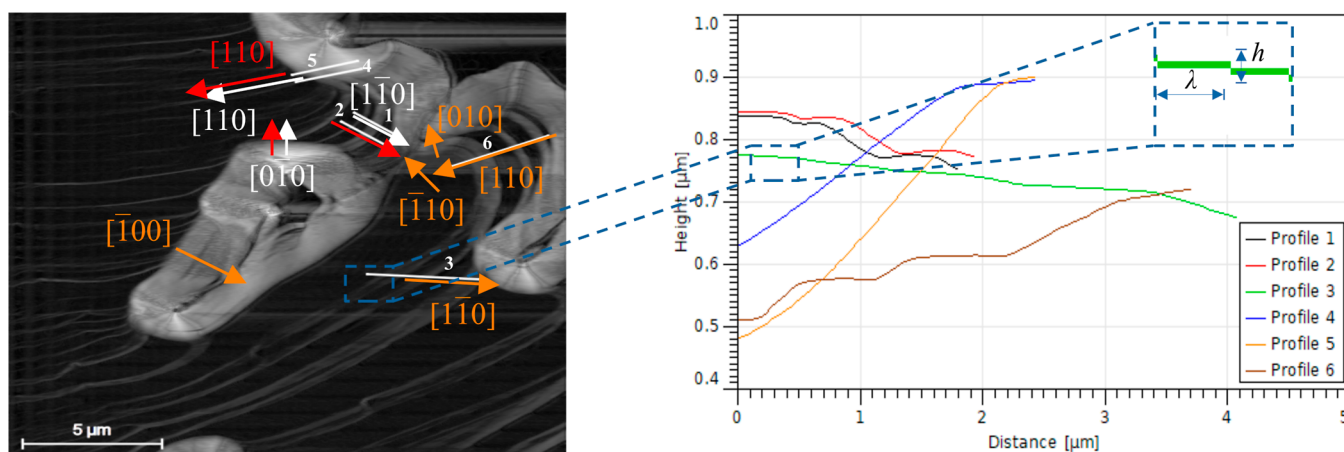 [110]
5
4
[110]
[11̅0]
2
1
[010]
6
[01̅0]
[110]
[1̅10]
[1̅00]
3
[11̅0]
5 µm
1.0
0.9
0.8
0.7
0.6
0.5
0.4
Height [µm]
h
λ
Profile 1
Profile 2
Profile 3
Profile 4
Profile 5
Profile 6
0 1 2 3 4 5
Distance [µm]